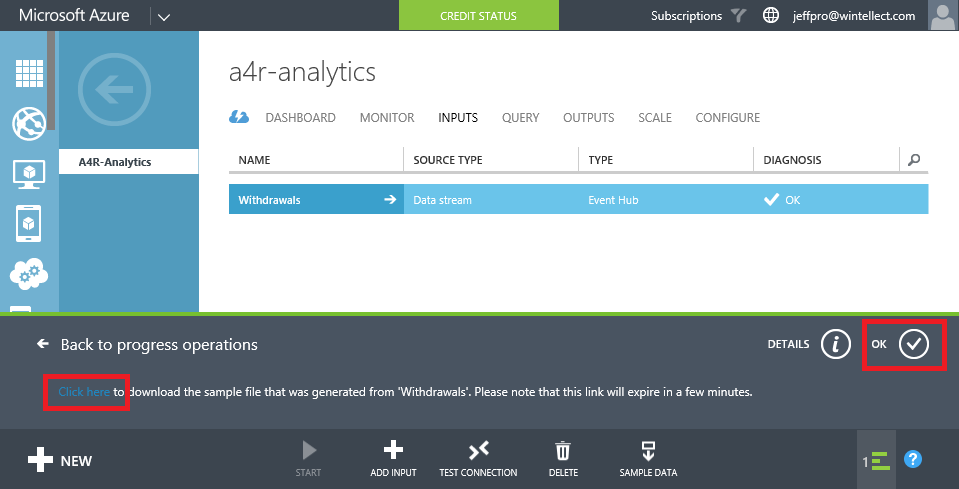 Microsoft Azure CREDIT STATUS Subscriptions jeffpro@wintellect.com
a4r-analytics
DASHBOARD MONITOR INPUTS QUERY OUTPUTS SCALE CONFIGURE
A4R-Analytics
NAME SOURCE TYPE TYPE DIAGNOSIS
Withdrawals Data stream Event Hub OK
Back to progress operations DETAILS i OK
Click here to download the sample file that was generated from 'Withdrawals'. Please note that this link will expire in a few minutes.
NEW START ADD INPUT TEST CONNECTION DELETE SAMPLE DATA 1 ?